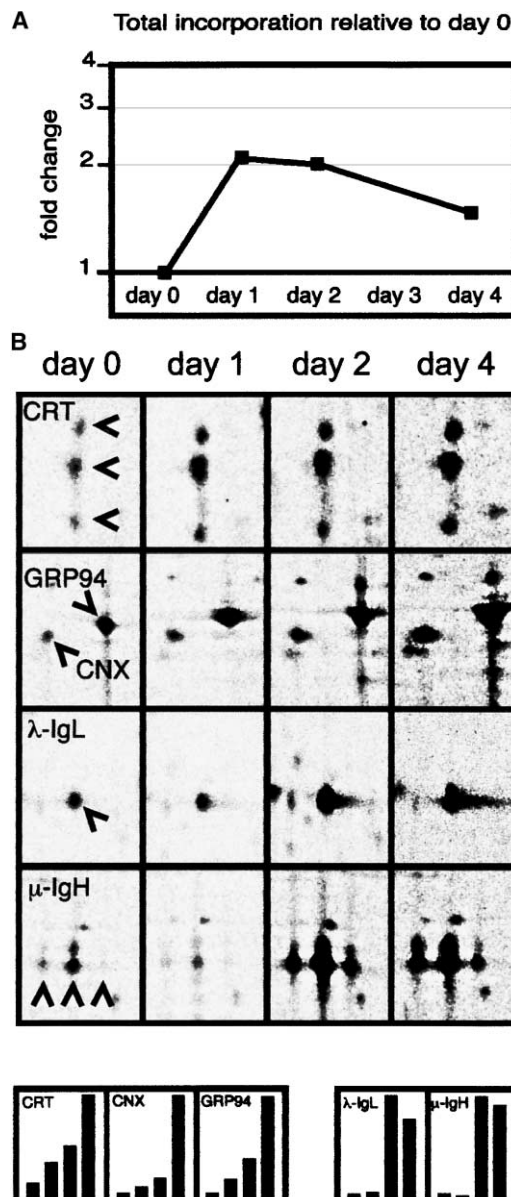 A Total incorporation relative to day 0
4
3
2
1
fold change
day 0 day 1 day 2 day 3 day 4
B
day 0 day 1 day 2 day 4
CRT
GRP94
CNX
λ-IgL
μ-IgH
CRT CNX GRP94 λ-IgL μ-IgH